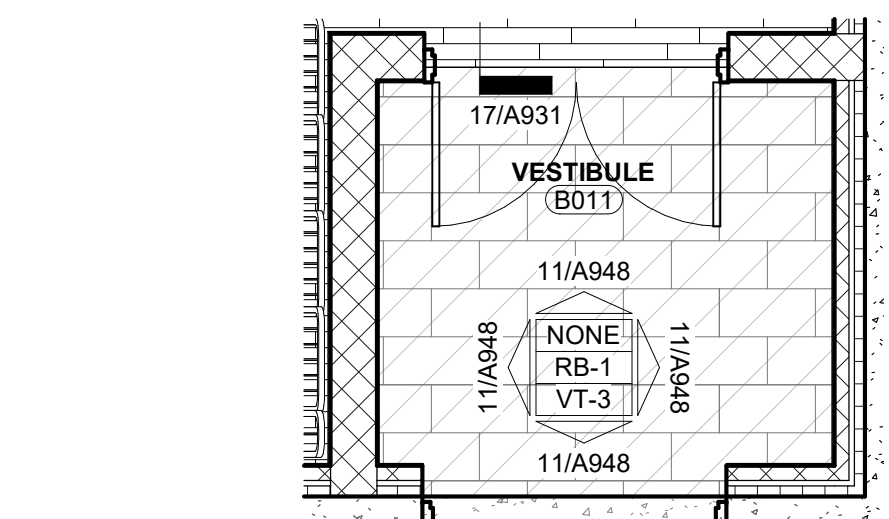 17/A931
VESTIBULE
B011
11/A948
11/A948
NONE
RB-1
VT-3
11/A948
11/A948